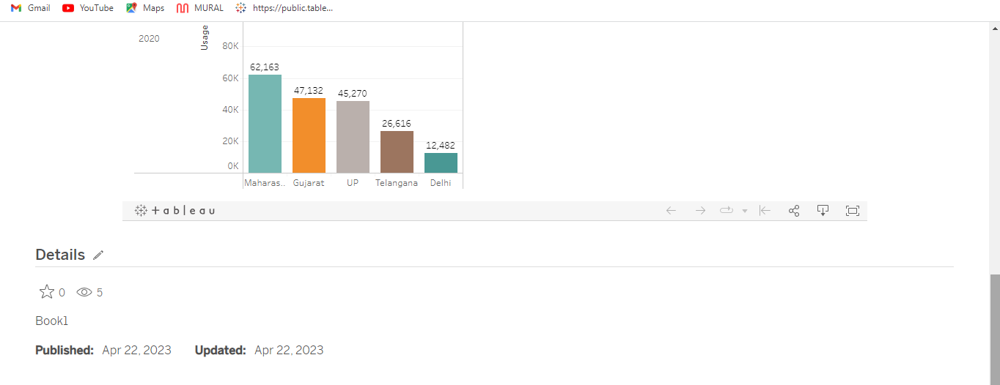 Gmail YouTube Maps MURAL https://public.table...
2020
Usage
80K
60K
40K
20K
0K
62,163
47,132
45,270
26,616
12,482
Maharas.. Gujarat UP Telangana Delhi
+ a b l e a u
Details
0 5
Book1
Published: Apr 22, 2023 Updated: Apr 22, 2023